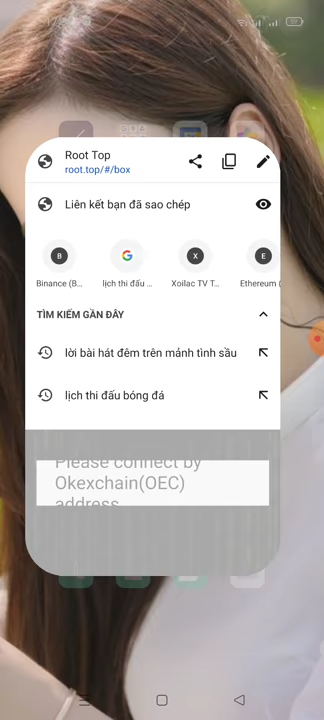 Root Top
root.top/#/box
Liên kết bạn đã sao chép
B
X
E
Binance (B...
lịch thi đấu ...
Xoilac TV T...
Ethereum (
TÌM KIẾM GẦN ĐÂY
lời bài hát đêm trên mảnh tình sầu
lịch thi đấu bóng đá
Please connect by
Okexchain(OEC)
address